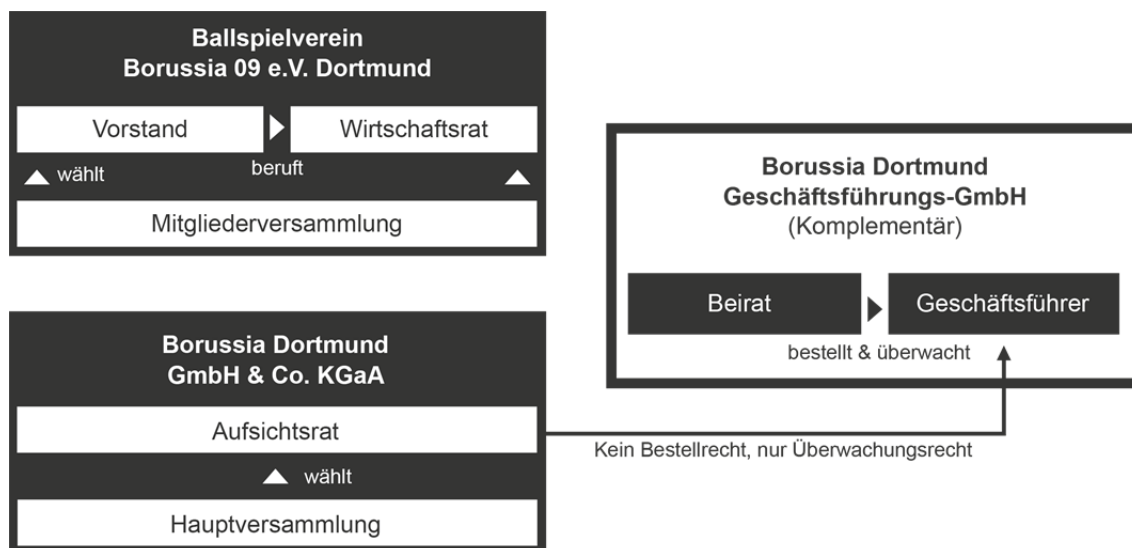 Ballspielverein
Borussia 09 e.V. Dortmund
Vorstand
Wirtschaftsrat
wählt
beruft
Mitgliederversammlung
Borussia Dortmund
Geschäftsführungs-GmbH
(Komplementär)
Beirat
Geschäftsführer
bestellt & überwacht
Borussia Dortmund
GmbH & Co. KGaA
Aufsichtsrat
Kein Bestellrecht, nur Überwachungsrecht
wählt
Hauptversammlung